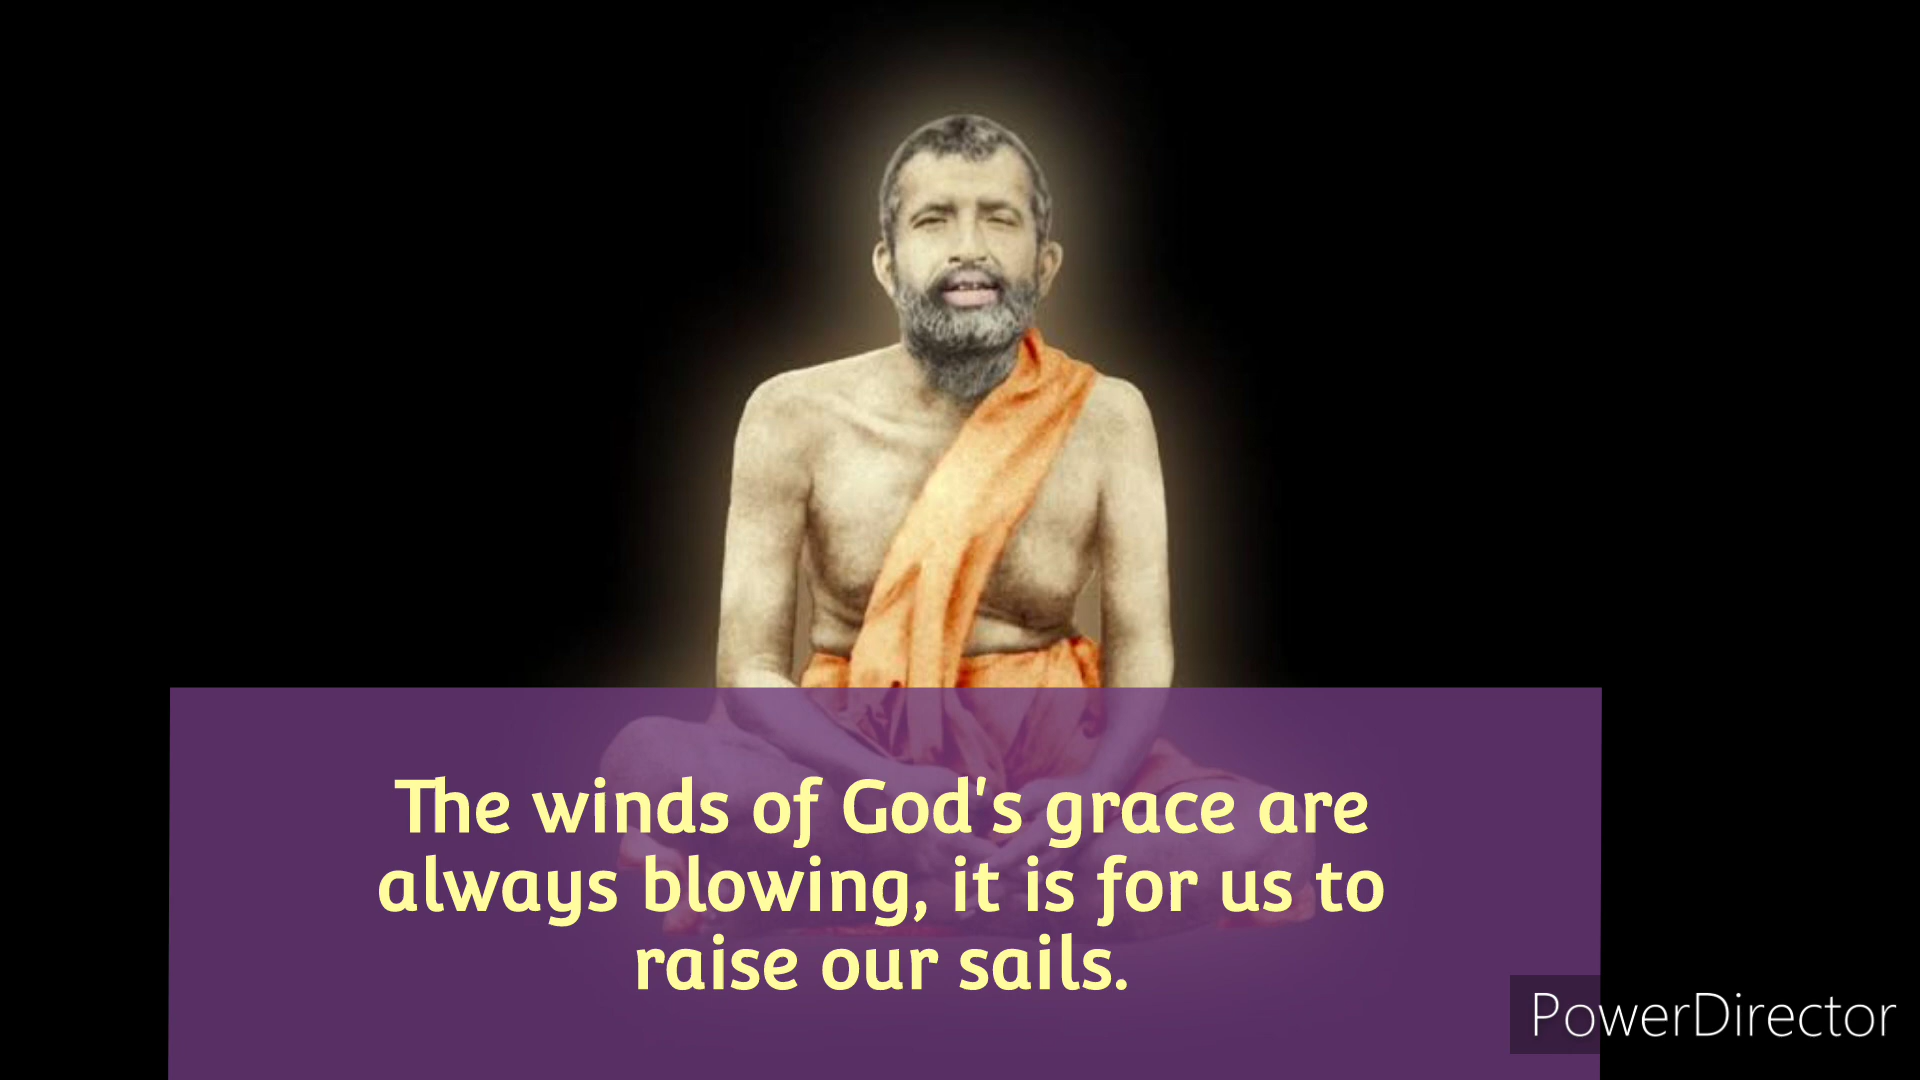 The winds of God's grace are
always blowing, it is for us to
raise our sails.
PowerDirector